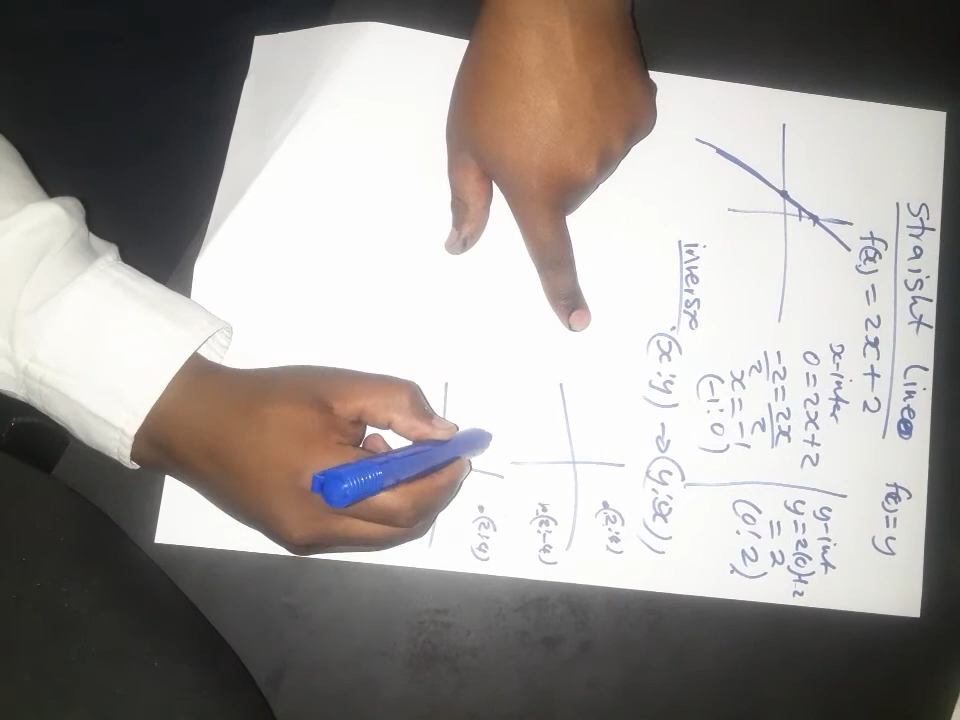 Straight Line
f(x) = 2x + 2
f(x) = y
x-inter
0 = 2x + 2
-2 = 2x
2 2
x = -1
(-1; 0)
y-int
y = 2(0)+2
= 2
(0; 2)
inverse
(x; y) → (y; x)